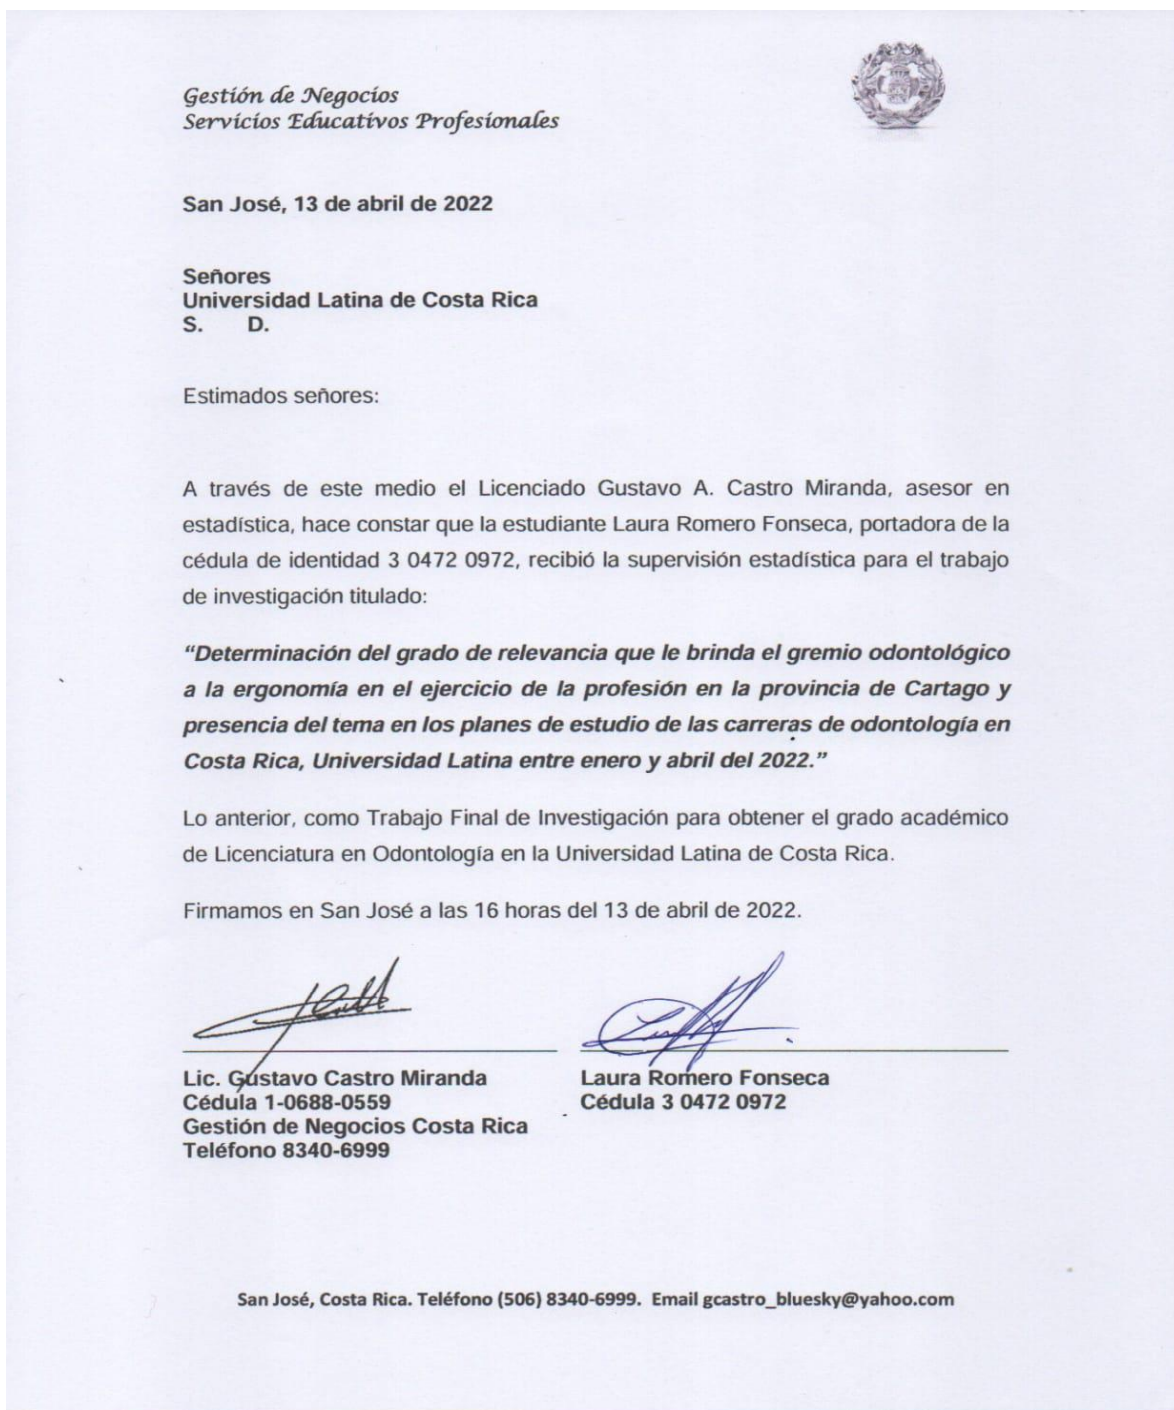 Gestión de Negocios
Servicios Educativos Profesionales
San José, 13 de abril de 2022
Señores
Universidad Latina de Costa Rica
S. D.
Estimados señores:
A través de este medio el Licenciado Gustavo A. Castro Miranda, asesor en
estadística, hace constar que la estudiante Laura Romero Fonseca, portadora de la
cédula de identidad 3 0472 0972, recibió la supervisión estadística para el trabajo
de investigación titulado:
“Determinación del grado de relevancia que le brinda el gremio odontológico
a la ergonomía en el ejercicio de la profesión en la provincia de Cartago y
presencia del tema en los planes de estudio de las carreras de odontología en
Costa Rica, Universidad Latina entre enero y abril del 2022.”
Lo anterior, como Trabajo Final de Investigación para obtener el grado académico
de Licenciatura en Odontología en la Universidad Latina de Costa Rica.
Firmamos en San José a las 16 horas del 13 de abril de 2022.
Lic. Gustavo Castro Miranda
Cédula 1-0688-0559
Gestión de Negocios Costa Rica
Teléfono 8340-6999
Laura Romero Fonseca
Cédula 3 0472 0972
San José, Costa Rica. Teléfono (506) 8340-6999. Email gcastro_bluesky@yahoo.com